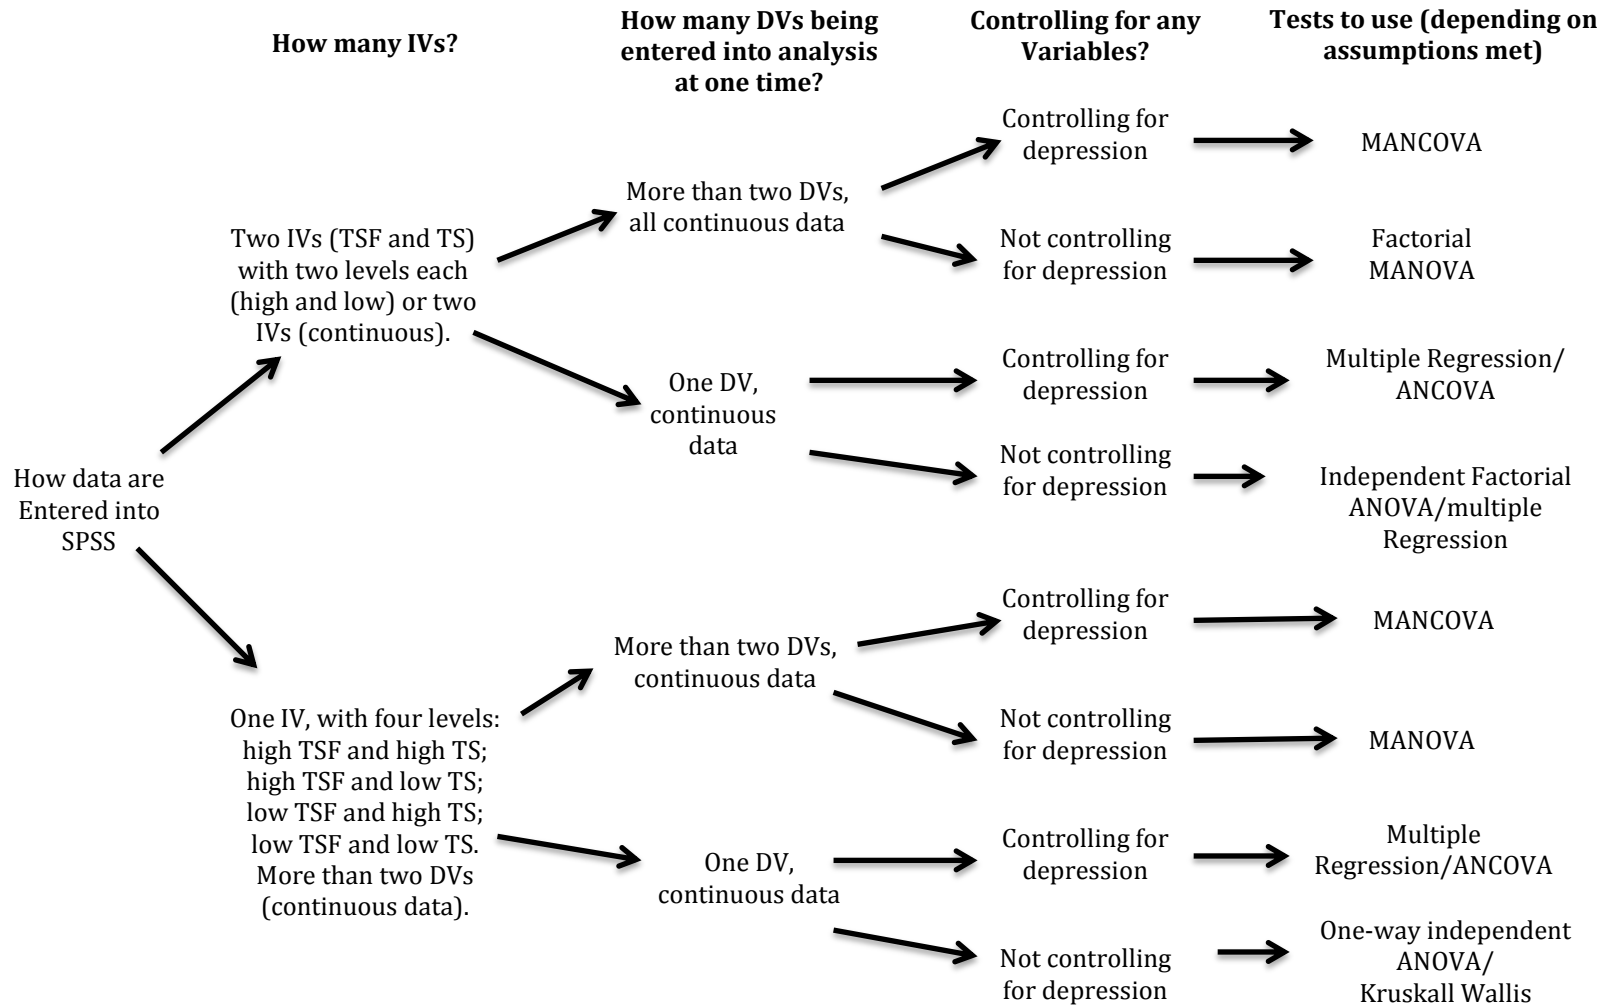 How many IVs?
How many DVs being
entered into analysis
at one time?
Controlling for any
Variables?
Tests to use (depending on
assumptions met)
How data are
Entered into
SPSS
Two IVs (TSF and TS)
with two levels each
(high and low) or two
IVs (continuous).
More than two DVs,
all continuous data
Controlling for
depression
MANCOVA
Not controlling
for depression
Factorial
MANOVA
One DV,
continuous
data
Controlling for
depression
Multiple Regression/
ANCOVA
Not controlling
for depression
Independent Factorial
ANOVA/multiple
Regression
One IV, with four levels:
high TSF and high TS;
high TSF and low TS;
low TSF and high TS;
low TSF and low TS.
More than two DVs
(continuous data).
More than two DVs,
continuous data
Controlling for
depression
MANCOVA
Not controlling
for depression
MANOVA
One DV,
continuous data
Controlling for
depression
Multiple
Regression/ANCOVA
Not controlling
for depression
One-way independent
ANOVA/
Kruskall Wallis